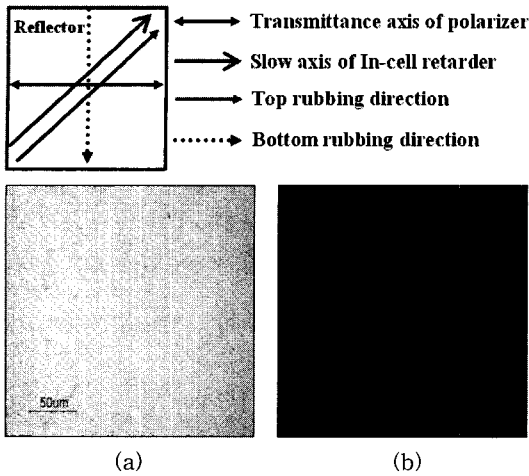 Reflector
Transmittance axis of polarizer
Slow axis of In-cell retarder
Top rubbing direction
Bottom rubbing direction
50um
(a)
(b)